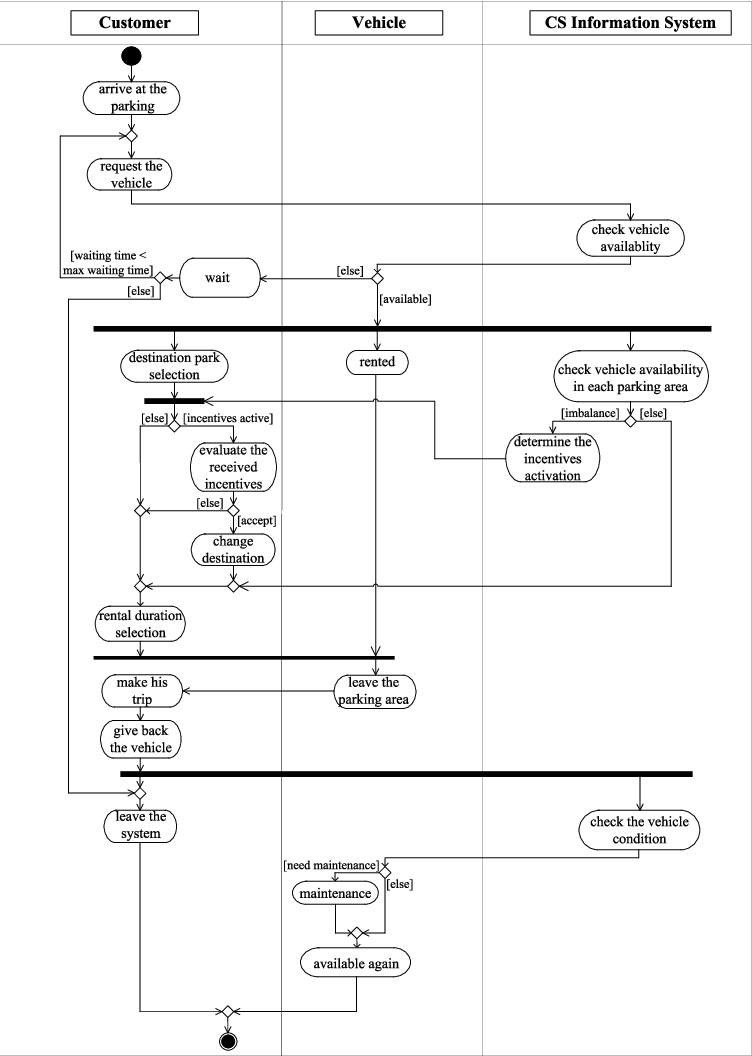 Customer
Vehicle
CS Information System
arrive at the
parking
request the
vehicle
check vehicle
availablity
[waiting time <
max waiting time]
wait
[else]
[else]
[available]
destination park
selection
rented
check vehicle availability
in each parking area
[else]
[incentives active]
[imbalance]
[else]
evaluate the
received
incentives
determine the
incentives
activation
[else]
[accept]
change
destination
rental duration
selection
make his
trip
leave the
parking area
give back
the vehicle
leave the
system
check the vehicle
condition
[need maintenance]
[else]
maintenance
available again